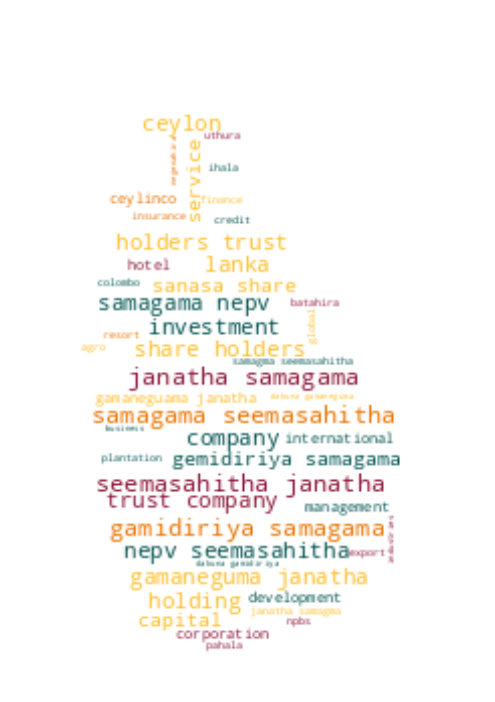 ceylon
uthura
service
ihala
ceylinco
finance
insurance
credit
holders trust
hotel
lanka
colombo
sanasa share
samagama nepv
batahira
investment
global
resort
agro
share holders
samagma seemasahitha
janatha samagama
gamaneguama janatha
samagama seemasahitha
business
company
international
plantation
gemidiriya samagama
seemasahitha janatha
trust company
management
gamidiriya samagama
industries
nepv seemasahitha
export
dakuna gamidiriya
gamaneguma janatha
holding
development
janatha samagma
capital
npbs
corporation
pahala